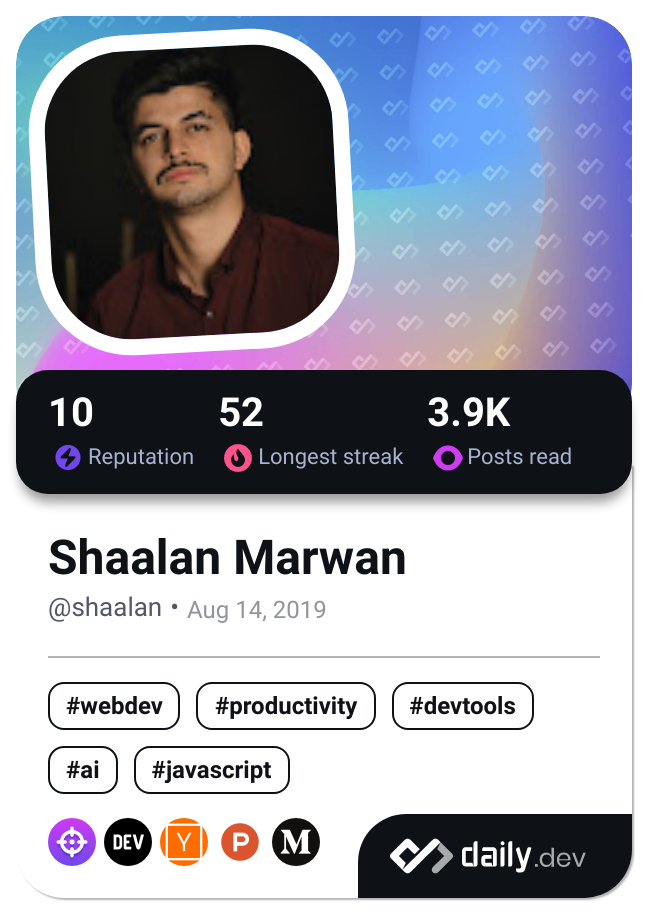 10 52 3.9K
Reputation Longest streak Posts read
Shaalan Marwan
@shaalan • Aug 14, 2019
#webdev #productivity #devtools
#ai #javascript
DEV Y P M
daily.dev